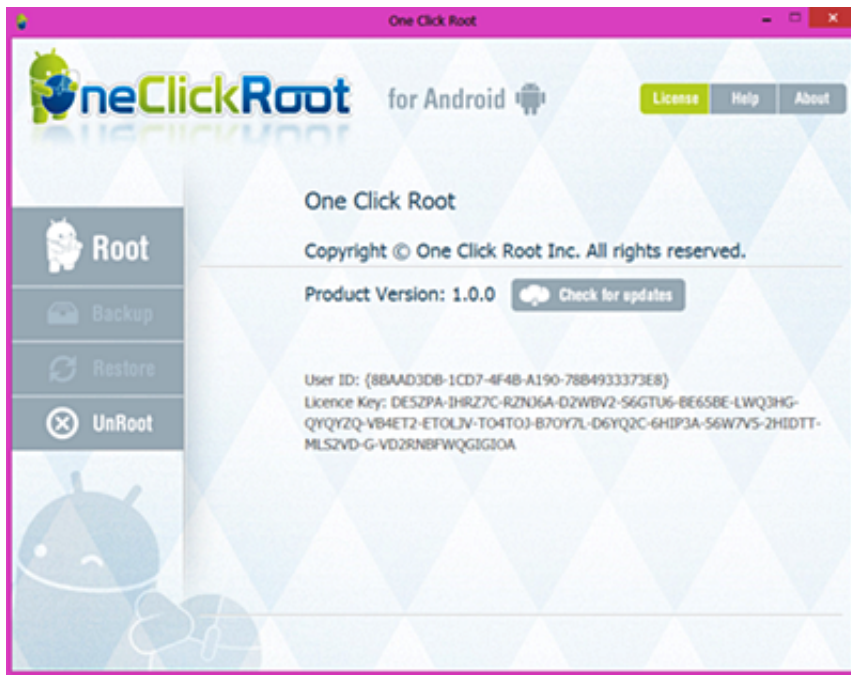 One Click Root
OneClickRoot
for Android
License
Help
About
Root
Backup
Restore
UnRoot
One Click Root
Copyright © One Click Root Inc. All rights reserved.
Product Version: 1.0.0
Check for updates
User ID: {8BAAD3DB-1CD7-4F4B-A190-78B4933373E8}
Licence Key: DE5ZPA-IHRZ7C-RZNJ6A-D2WBV2-S6GTU6-BE65BE-LWQ3HG-
QYQYZQ-VB4ET2-ETOLJV-TO4TOJ-B7OY7L-D6YQ2C-6HIP3A-56W7V5-2HIDTT-
MLS2VD-G-VD2RNBFWQGIGIOA